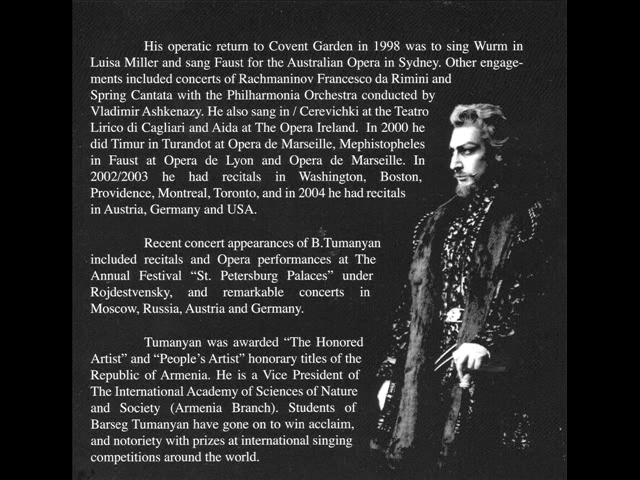 His operatic return to Covent Garden in 1998 was to sing Wurm in
Luisa Miller and sang Faust for the Australian Opera in Sydney. Other engage-
ments included concerts of Rachmaninov Francesco da Rimini and
Spring Cantata with the Philharmonia Orchestra conducted by
Vladimir Ashkenazy. He also sang in / Cerevichki at the Teatro
Lirico di Cagliari and Aida at The Opera Ireland. In 2000 he
did Timur in Turandot at Opera de Marseille, Mephistopheles
in Faust at Opera de Lyon and Opera de Marseille. In
2002/2003 he had recitals in Washington, Boston,
Providence, Montreal, Toronto, and in 2004 he had recitals
in Austria, Germany and USA.
Recent concert appearances of B.Tumanyan
included recitals and Opera performances at The
Annual Festival “St. Petersburg Palaces” under
Rojdestvensky, and remarkable concerts in
Moscow, Russia, Austria and Germany.
Tumanyan was awarded “The Honored
Artist” and “People’s Artist” honorary titles of the
Republic of Armenia. He is a Vice President of
The International Academy of Sciences of Nature
and Society (Armenia Branch). Students of
Barseg Tumanyan have gone on to win acclaim,
and notoriety with prizes at international singing
competitions around the world.